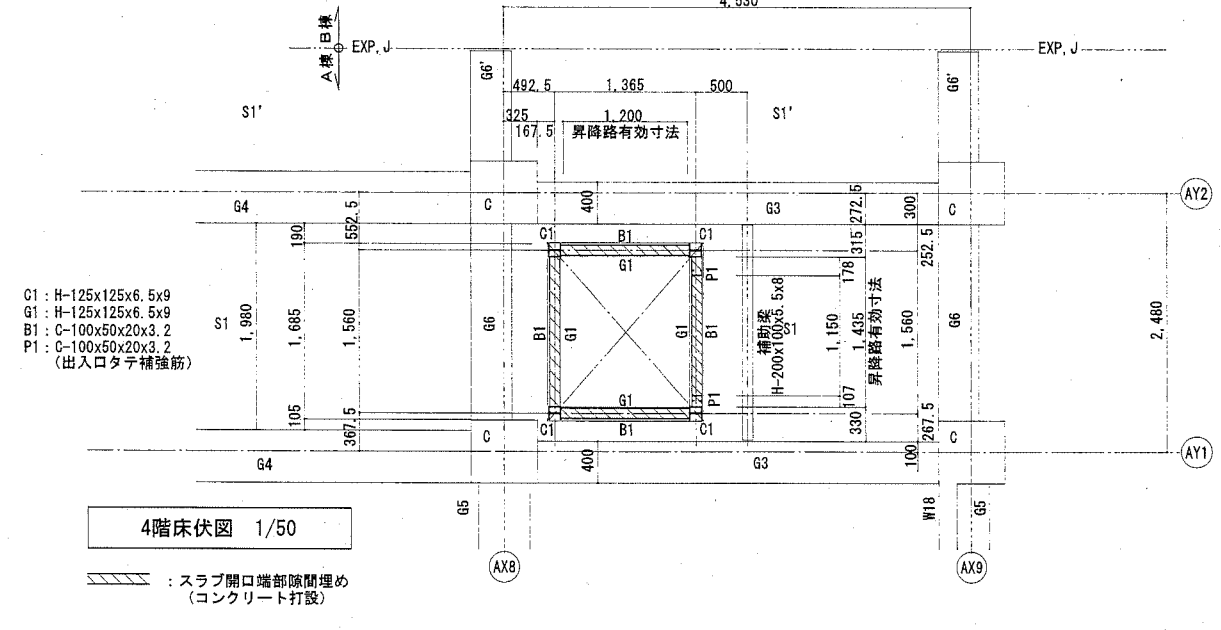 4,530
A棟 B棟
EXP, J
EXP, J
G6'
G6'
492.5
1,365
500
S1'
S1'
325
1,200
167.5
昇降路有効寸法
AY2
G4
C
400
G3
C
552.5
190
272.5
300
315
252.5
C1
B1
C1
G1
P1
178
C1 : H-125x125x6.5x9
G1 : H-125x125x6.5x9
B1 : C-100x50x20x3.2
P1 : C-100x50x20x3.2
(出入口タテ補強筋)
S1
1,980
1,685
1,560
G6
B1
G1
G1
B1
補助梁
H-200x100x5.5x8
S1
1,150
1,435
昇降路有効寸法
1,560
G6
2,480
G1
P1
107
105
367.5
C1
B1
C1
330
267.5
C
C
G4
400
G3
100
AY1
G5
W18
G5
4階床伏図 1/50
AX8
AX9
: スラブ開口端部隙間埋め
(コンクリート打設)